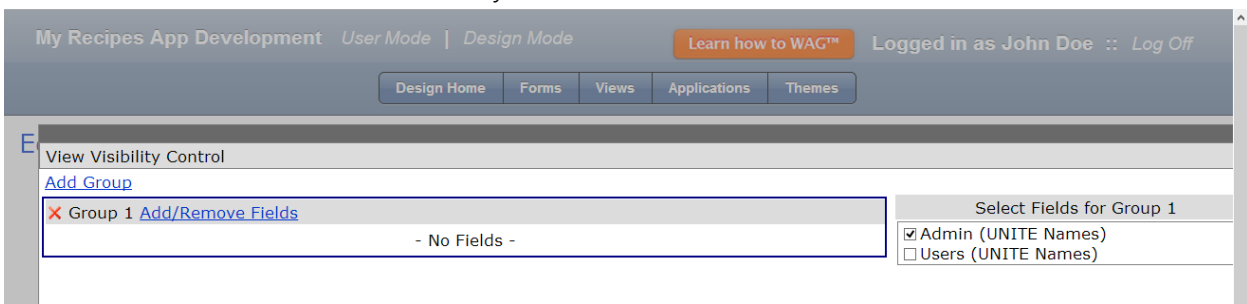 My Recipes App Development User Mode | Design Mode Learn how to WAG™ Logged in as John Doe :: Log Off
Design Home Forms Views Applications Themes
View Visibility Control
Add Group
Group 1 Add/Remove Fields
- No Fields -
Select Fields for Group 1
Admin (UNITE Names)
Users (UNITE Names)